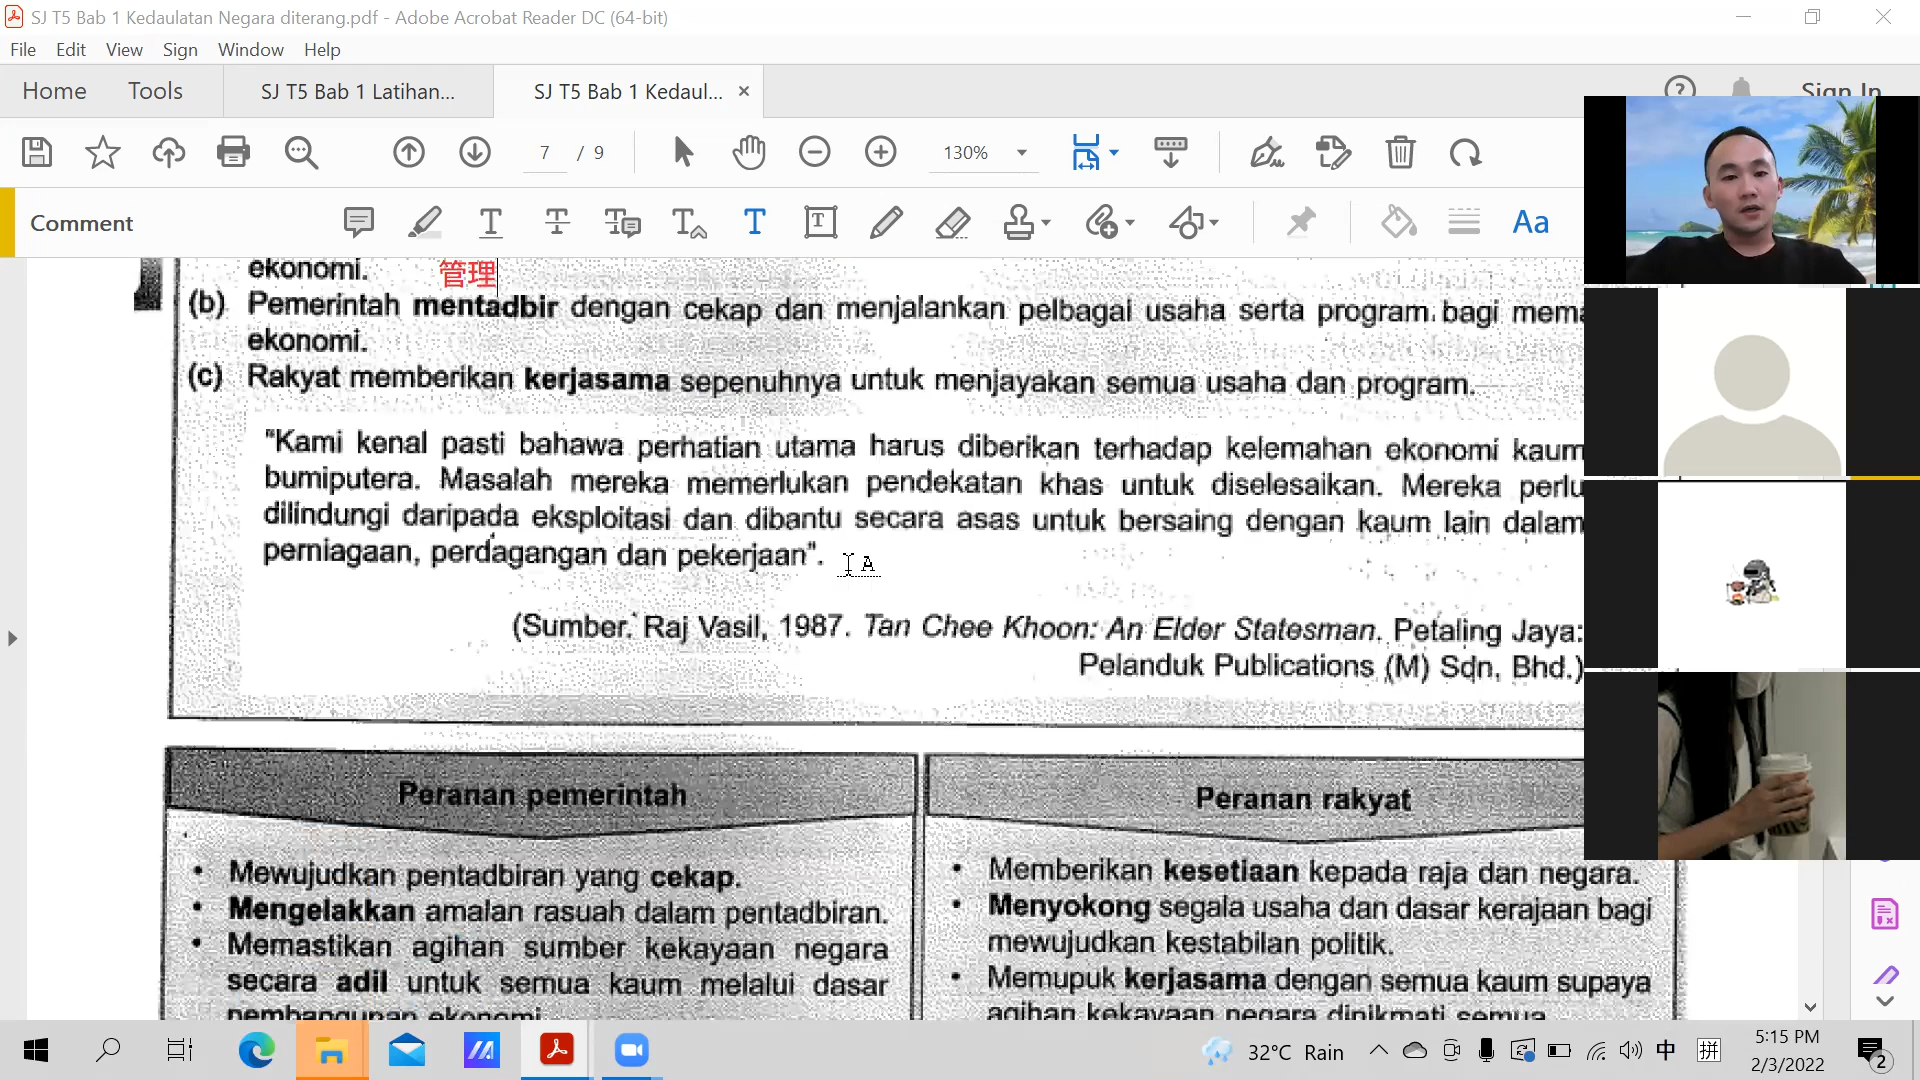 SJ T5 Bab 1 Kedaulatan Negara diterang.pdf - Adobe Acrobat Reader DC (64-bit)
File Edit View Sign Window Help
Home Tools SJ T5 Bab 1 Latihan... SJ T5 Bab 1 Kedaul... ×
Sign In
7 / 9 130%
Comment
Aa
ekonomi. 管理
(b) Pemerintah mentadbir dengan cekap dan menjalankan pelbagai usaha serta program bagi mema
ekonomi.
(c) Rakyat memberikan kerjasama sepenuhnya untuk menjayakan semua usaha dan program.
"Kami kenal pasti bahawa perhatian utama harus diberikan terhadap kelemahan ekonomi kaum
bumiputera. Masalah mereka memerlukan pendekatan khas untuk diselesaikan. Mereka perlu
dilindungi daripada eksploitasi dan dibantu secara asas untuk bersaing dengan kaum lain dalam
perniagaan, perdagangan dan pekerjaan".
(Sumber: Raj Vasil, 1987. Tan Chee Khoon: An Elder Statesman. Petaling Jaya:
Pelanduk Publications (M) Sdn. Bhd.)
Peranan pemerintah
• Mewujudkan pentadbiran yang cekap.
• Mengelakkan amalan rasuah dalam pentadbiran.
• Memastikan agihan sumber kekayaan negara
secara adil untuk semua kaum melalui dasar
pembangunan ekonomi.
Peranan rakyat
• Memberikan kesetiaan kepada raja dan negara.
• Menyokong segala usaha dan dasar kerajaan bagi
mewujudkan kestabilan politik.
• Memupuk kerjasama dengan semua kaum supaya
agihan kekayaan negara dinikmati semua.
32°C Rain 中 拼 5:15 PM
2/3/2022
2